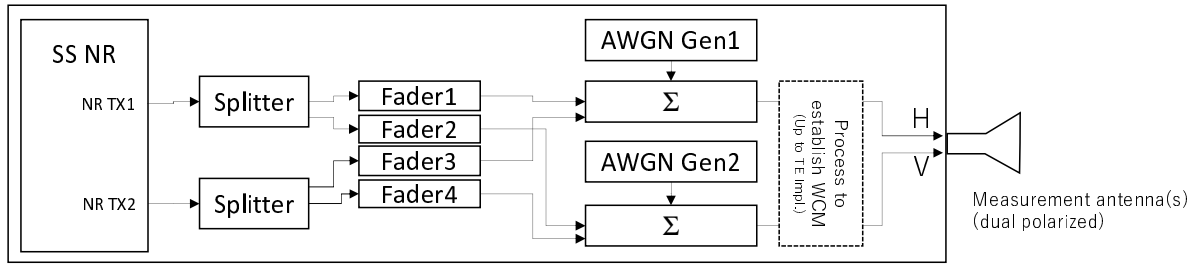 SS NR
NR TX1
NR TX2
Splitter
Splitter
Fader1
Fader2
Fader3
Fader4
AWGN Gen1
Σ
AWGN Gen2
Σ
Process to
establish WCM
(Up to TE Impl.)
H
V
Measurement antenna(s)
(dual polarized)